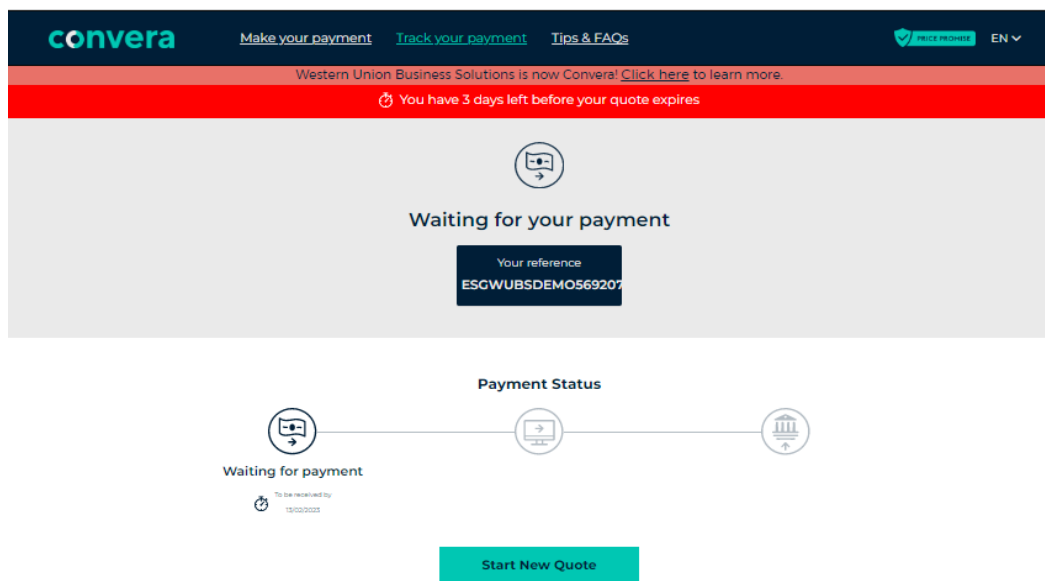 convera
Make your payment Track your payment Tips & FAQs PRICE PROMISE EN
Western Union Business Solutions is now Convera! Click here to learn more.
You have 3 days left before your quote expires
Waiting for your payment
Your reference
ESGWUBSDEMO569207
Payment Status
Waiting for payment
To be received by
13/02/2023
Start New Quote